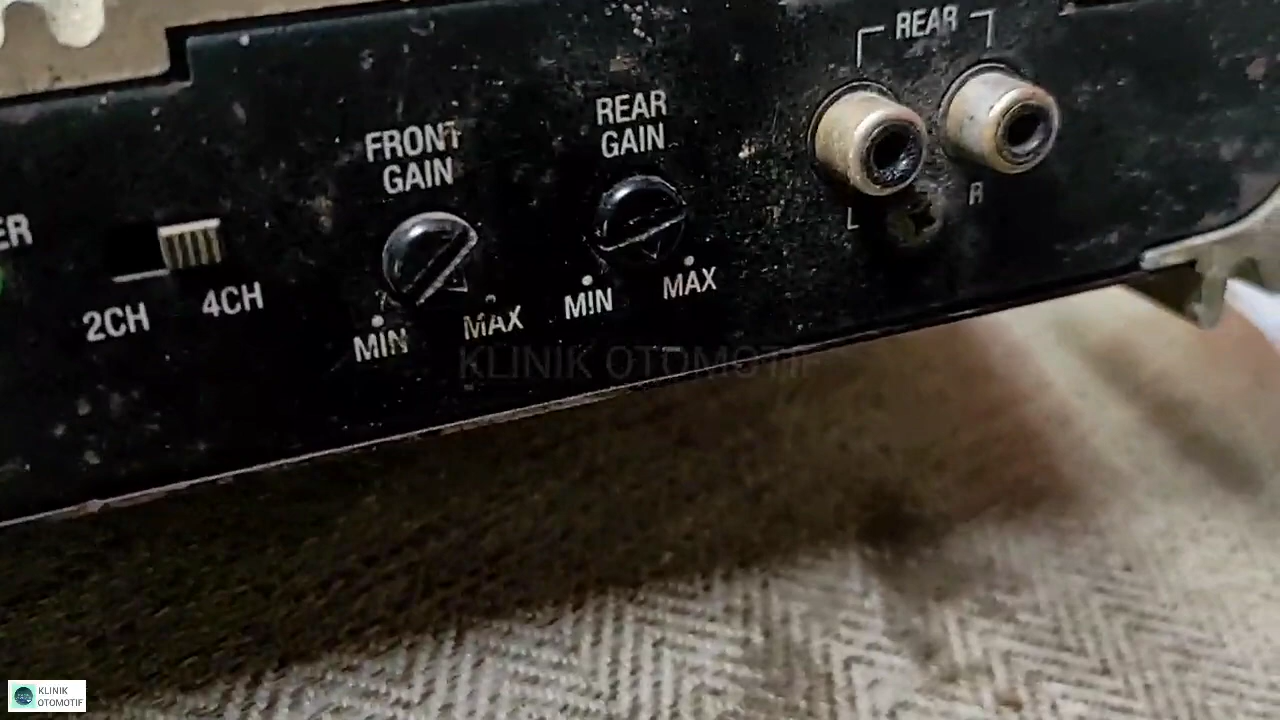 REAR
REAR
GAIN
FRONT
GAIN
L
R
ER
2CH
4CH
MIN
MAX
MIN
MAX
KLINIK OTOMOTIF
KLINIK
OTOMOTIF